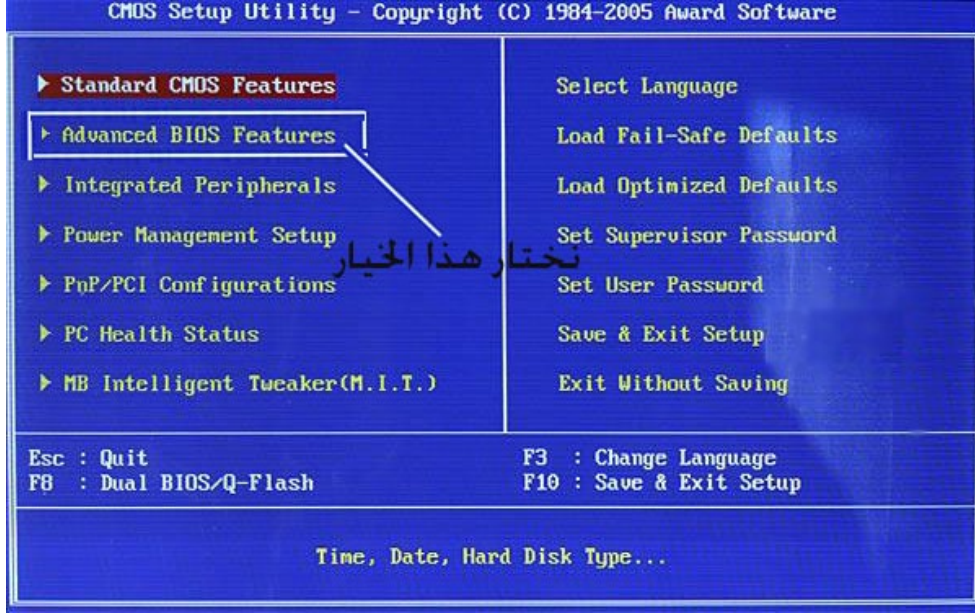 CMOS Setup Utility - Copyright (C) 1984-2005 Award Software
Standard CMOS Features
Advanced BIOS Features
Integrated Peripherals
Power Management Setup
PnP/PCI Configurations
PC Health Status
MB Intelligent Tweaker(M.I.T.)
Select Language
Load Fail-Safe Defaults
Load Optimized Defaults
Set Supervisor Password
Set User Password
Save & Exit Setup
Exit Without Saving
نختار هذا الخيار
Esc : Quit
F8 : Dual BIOS/Q-Flash
F3 : Change Language
F10 : Save & Exit Setup
Time, Date, Hard Disk Type...